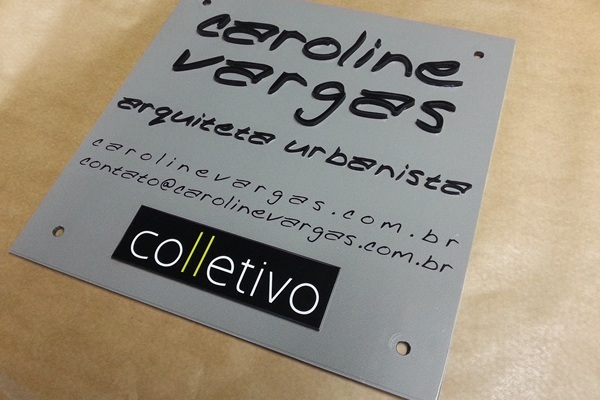 caroline
vargas
arquiteta urbanista
carolinevargas.com.br
contato@carolinevargas.com.br
colletivo